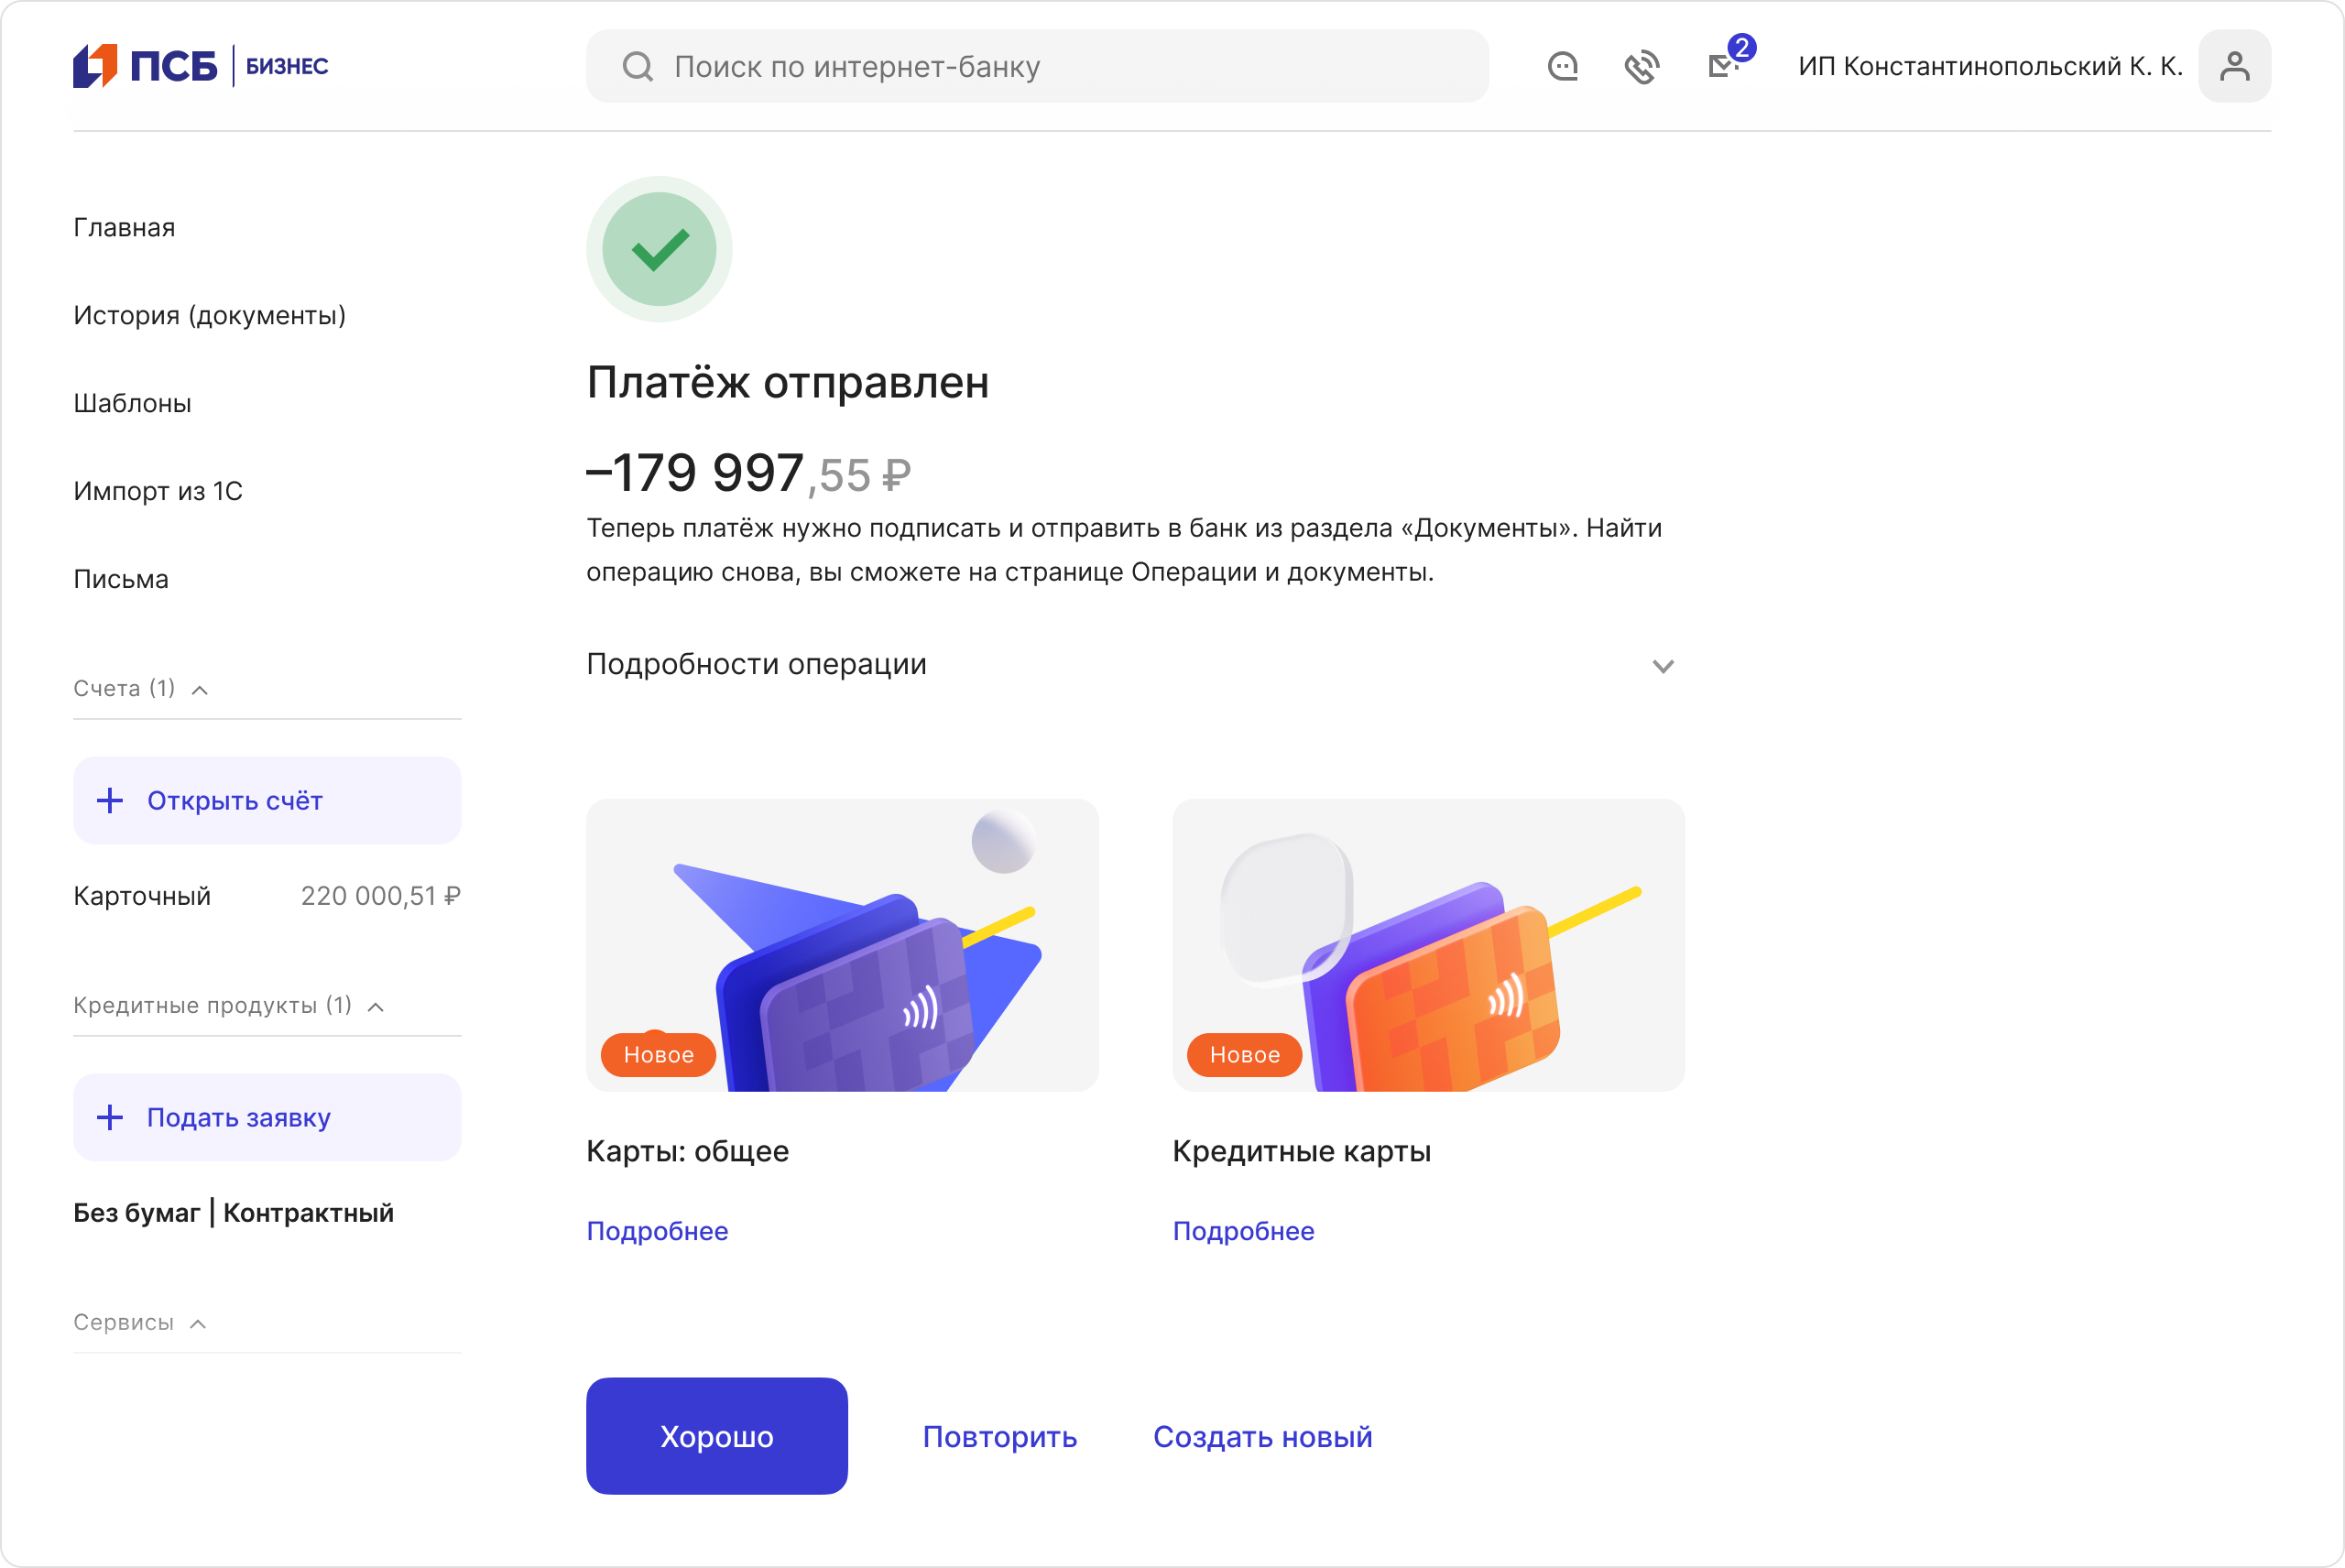 ПСБ БИЗНЕС
Поиск по интернет-банку
2
ИП Константинопольский К. К.
Главная
История (документы)
Шаблоны
Импорт из 1С
Письма
Счета (1)
Открыть счёт
Карточный 220 000,51 ₽
Кредитные продукты (1)
Подать заявку
Без бумаг | Контрактный
Сервисы
Платёж отправлен
–179 997,55 ₽
Теперь платёж нужно подписать и отправить в банк из раздела «Документы». Найти
операцию снова, вы сможете на странице Операции и документы.
Подробности операции
Новое
Карты: общее
Подробнее
Новое
Кредитные карты
Подробнее
Хорошо
Повторить
Создать новый